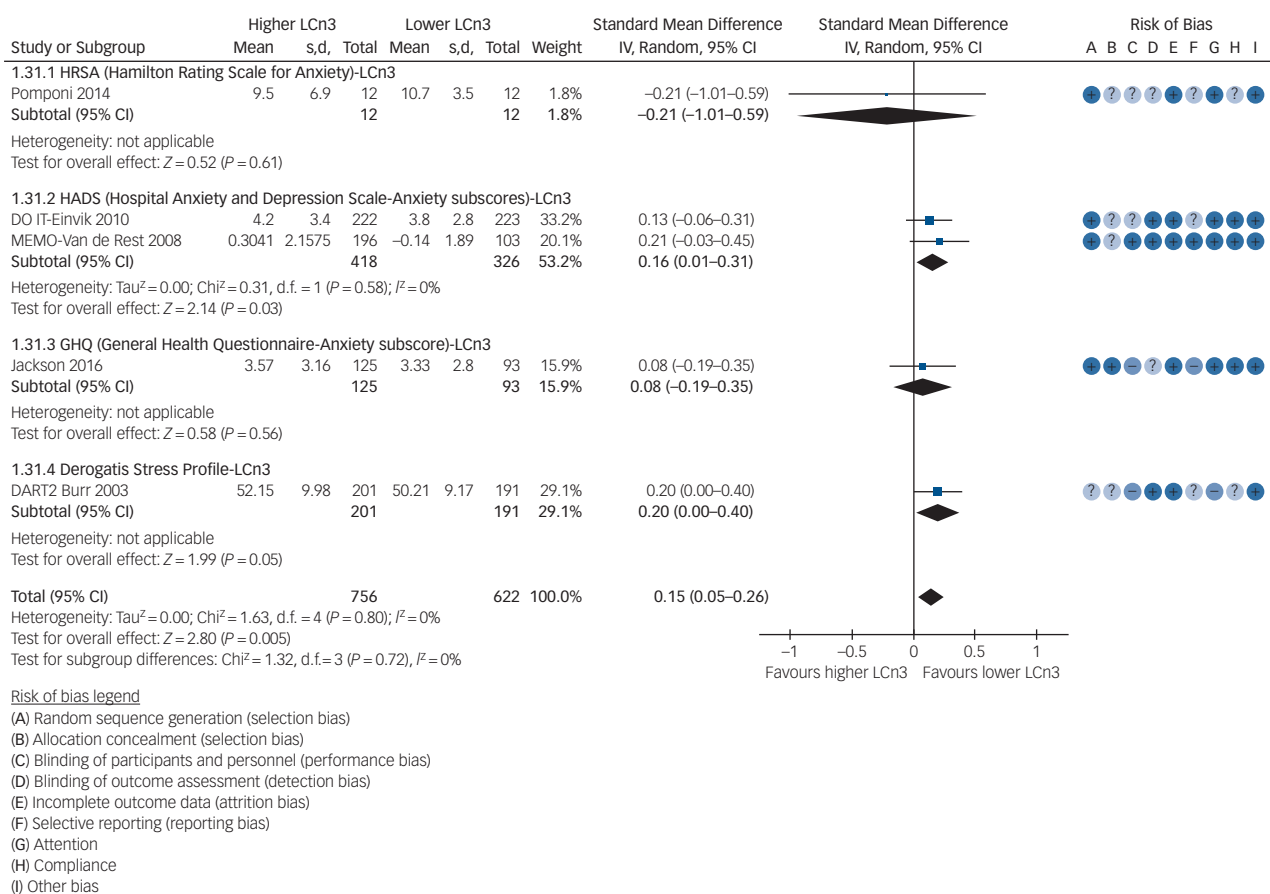 Higher LCn3 Lower LCn3 Standard Mean Difference Standard Mean Difference Risk of Bias
Study or Subgroup Mean s,d, Total Mean s,d, Total Weight IV, Random, 95% CI IV, Random, 95% CI A B C D E F G H I
1.31.1 HRSA (Hamilton Rating Scale for Anxiety)-LCn3
Pomponi 2014 9.5 6.9 12 10.7 3.5 12 1.8% −0.21 (−1.01–0.59) + ? ? ? + ? + ? +
Subtotal (95% CI) 12 12 1.8% −0.21 (−1.01–0.59)
Heterogeneity: not applicable
Test for overall effect: Z = 0.52 (P = 0.61)
1.31.2 HADS (Hospital Anxiety and Depression Scale-Anxiety subscores)-LCn3
DO IT-Einvik 2010 4.2 3.4 222 3.8 2.8 223 33.2% 0.13 (−0.06–0.31) + ? ? + + ? + + +
MEMO-Van de Rest 2008 0.3041 2.1575 196 −0.14 1.89 103 20.1% 0.21 (−0.03–0.45) + ? + + + + + + +
Subtotal (95% CI) 418 326 53.2% 0.16 (0.01–0.31)
Heterogeneity: Tauᶻ = 0.00; Chiᶻ = 0.31, d.f. = 1 (P = 0.58); Iᶻ = 0%
Test for overall effect: Z = 2.14 (P = 0.03)
1.31.3 GHQ (General Health Questionnaire-Anxiety subscore)-LCn3
Jackson 2016 3.57 3.16 125 3.33 2.8 93 15.9% 0.08 (−0.19–0.35) + + − ? + − + + +
Subtotal (95% CI) 125 93 15.9% 0.08 (−0.19–0.35)
Heterogeneity: not applicable
Test for overall effect: Z = 0.58 (P = 0.56)
1.31.4 Derogatis Stress Profile-LCn3
DART2 Burr 2003 52.15 9.98 201 50.21 9.17 191 29.1% 0.20 (0.00–0.40) ? ? − + + ? − ? +
Subtotal (95% CI) 201 191 29.1% 0.20 (0.00–0.40)
Heterogeneity: not applicable
Test for overall effect: Z = 1.99 (P = 0.05)
Total (95% CI) 756 622 100.0% 0.15 (0.05–0.26)
Heterogeneity: Tauᶻ = 0.00; Chiᶻ = 1.63, d.f. = 4 (P = 0.80); Iᶻ = 0%
Test for overall effect: Z = 2.80 (P = 0.005)
Test for subgroup differences: Chiᶻ = 1.32, d.f.= 3 (P = 0.72), Iᶻ = 0%
−1 −0.5 0 0.5 1
Favours higher LCn3 Favours lower LCn3
Risk of bias legend
(A) Random sequence generation (selection bias)
(B) Allocation concealment (selection bias)
(C) Blinding of participants and personnel (performance bias)
(D) Blinding of outcome assessment (detection bias)
(E) Incomplete outcome data (attrition bias)
(F) Selective reporting (reporting bias)
(G) Attention
(H) Compliance
(I) Other bias